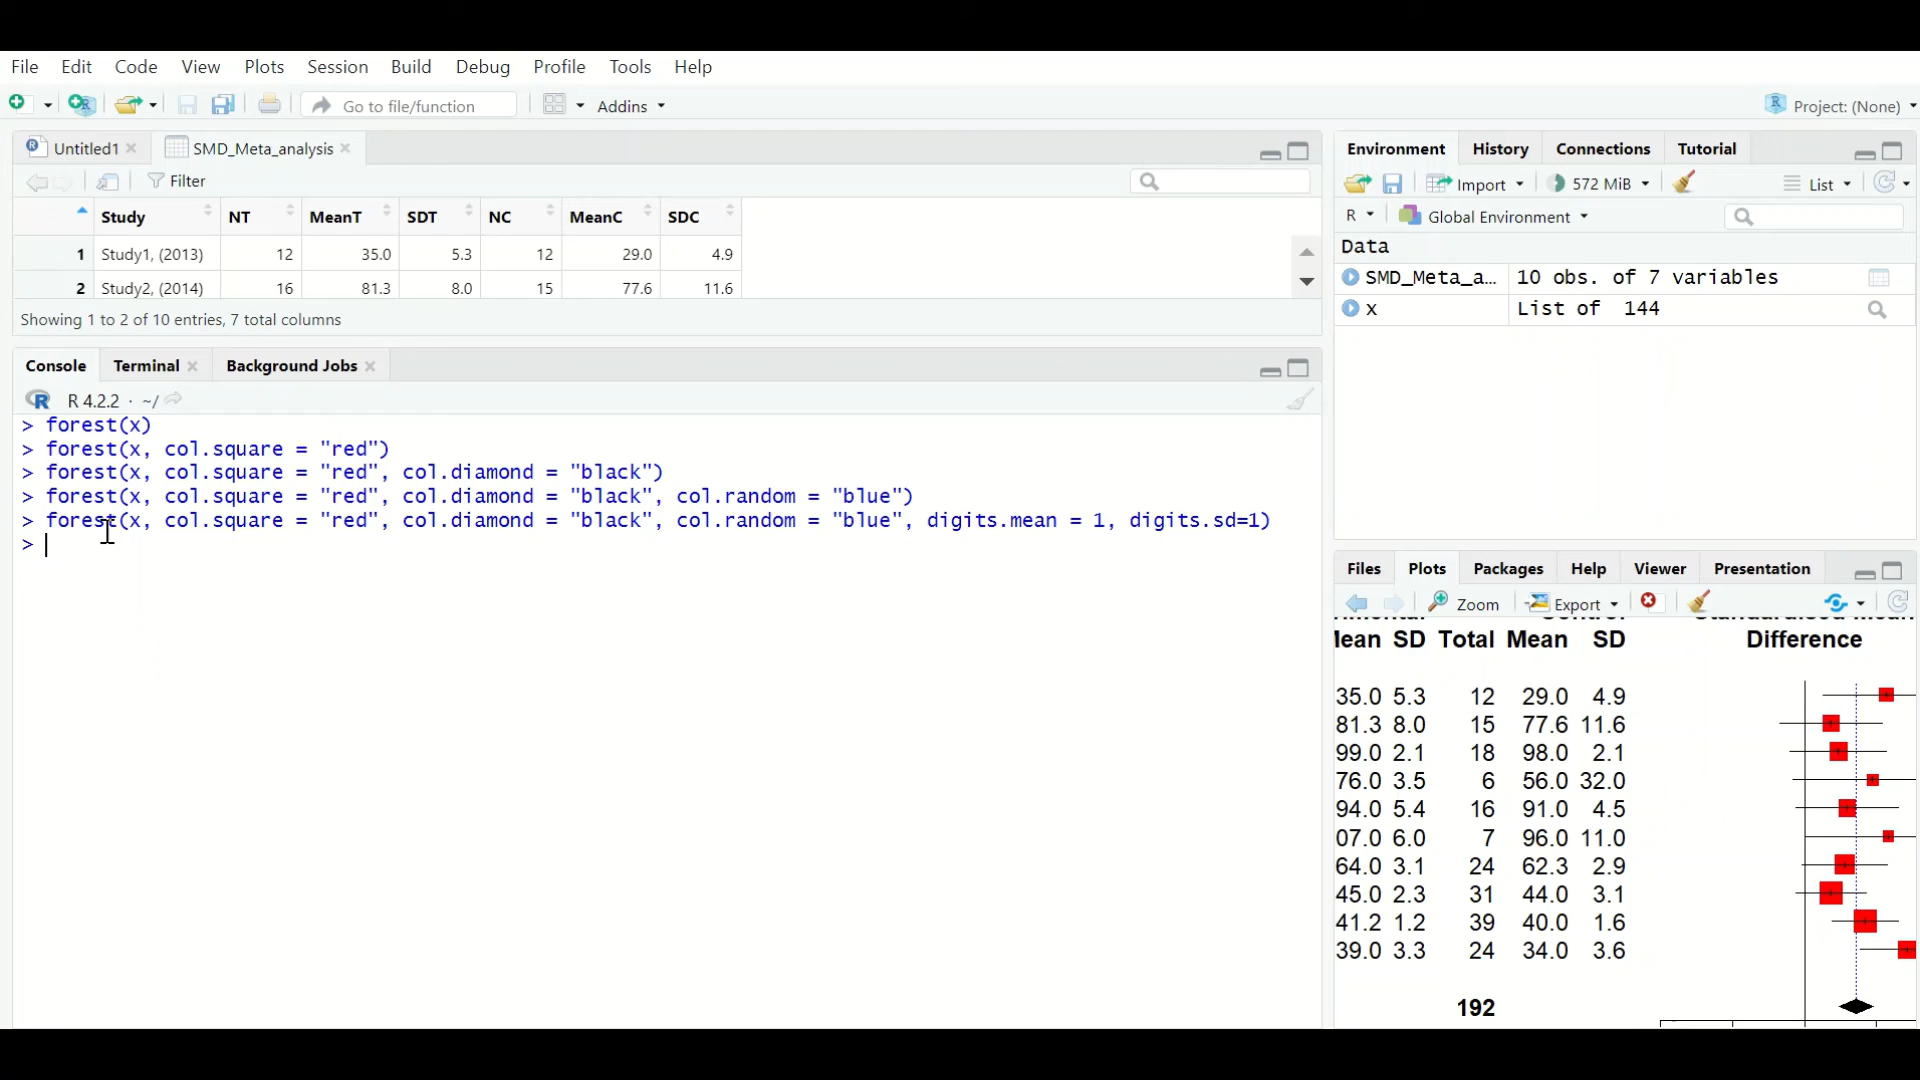 File Edit Code View Plots Session Build Debug Profile Tools Help
Go to file/function Addins Project: (None)
Untitled1 SMD_Meta_analysis
Filter
Study NT MeanT SDT NC MeanC SDC
1 Study1, (2013) 12 35.0 5.3 12 29.0 4.9
2 Study2, (2014) 16 81.3 8.0 15 77.6 11.6
Showing 1 to 2 of 10 entries, 7 total columns
Console Terminal Background Jobs
R 4.2.2 · ~/
> forest(x)
> forest(x, col.square = "red")
> forest(x, col.square = "red", col.diamond = "black")
> forest(x, col.square = "red", col.diamond = "black", col.random = "blue")
> forest(x, col.square = "red", col.diamond = "black", col.random = "blue", digits.mean = 1, digits.sd=1)
>
Environment History Connections Tutorial
Import 572 MiB List
R Global Environment
Data
SMD_Meta_a... 10 obs. of 7 variables
x List of 144
Files Plots Packages Help Viewer Presentation
Zoom Export
SD Total Mean SD Difference
35.0 5.3 12 29.0 4.9
81.3 8.0 15 77.6 11.6
99.0 2.1 18 98.0 2.1
76.0 3.5 6 56.0 32.0
94.0 5.4 16 91.0 4.5
07.0 6.0 7 96.0 11.0
64.0 3.1 24 62.3 2.9
45.0 2.3 31 44.0 3.1
41.2 1.2 39 40.0 1.6
39.0 3.3 24 34.0 3.6
192